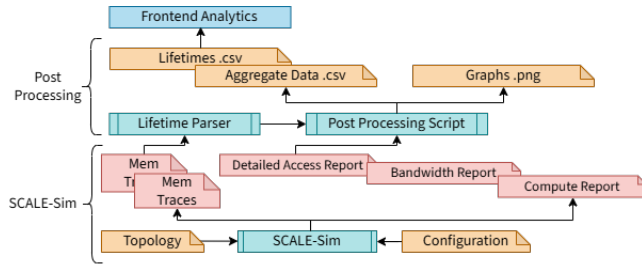 Frontend Analytics
Lifetimes .csv
Aggregate Data .csv
Graphs .png
Post
Processing
Lifetime Parser
Post Processing Script
Mem
Mem
Traces
Detailed Access Report
Bandwidth Report
Compute Report
SCALE-Sim
Topology
SCALE-Sim
Configuration